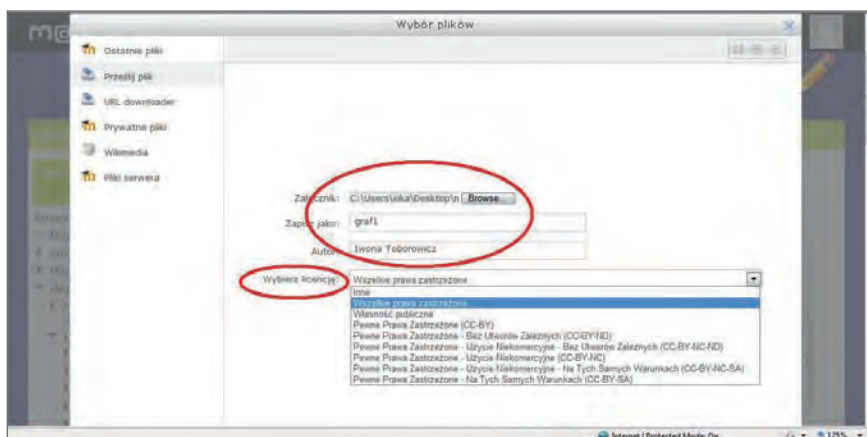 m@
Wybór plików
Ostatnie pliki
Prześlij plik
URL downloader
Prywatne pliki
Wikimedia
Pliki serwera
Załącznik: C:\Users\ixka\Desktop\n Browse...
Zapisz jako: graf1
Autor: Iwona Toborowicz
Wybierz licencję: Wszelkie prawa zastrzeżone
Inne
Wszelkie prawa zastrzeżone
Własność publiczna
Pewne Prawa Zastrzeżone (CC-BY)
Pewne Prawa Zastrzeżone - Bez Utworów Zależnych (CC-BY-ND)
Pewne Prawa Zastrzeżone - Użycie Niekomercyjne - Bez Utworów Zależnych (CC-BY-NC-ND)
Pewne Prawa Zastrzeżone - Użycie Niekomercyjne (CC-BY-NC)
Pewne Prawa Zastrzeżone - Użycie Niekomercyjne - Na Tych Samych Warunkach (CC-BY-NC-SA)
Pewne Prawa Zastrzeżone - Na Tych Samych Warunkach (CC-BY-SA)
Internet | Protected Mode: On
125%